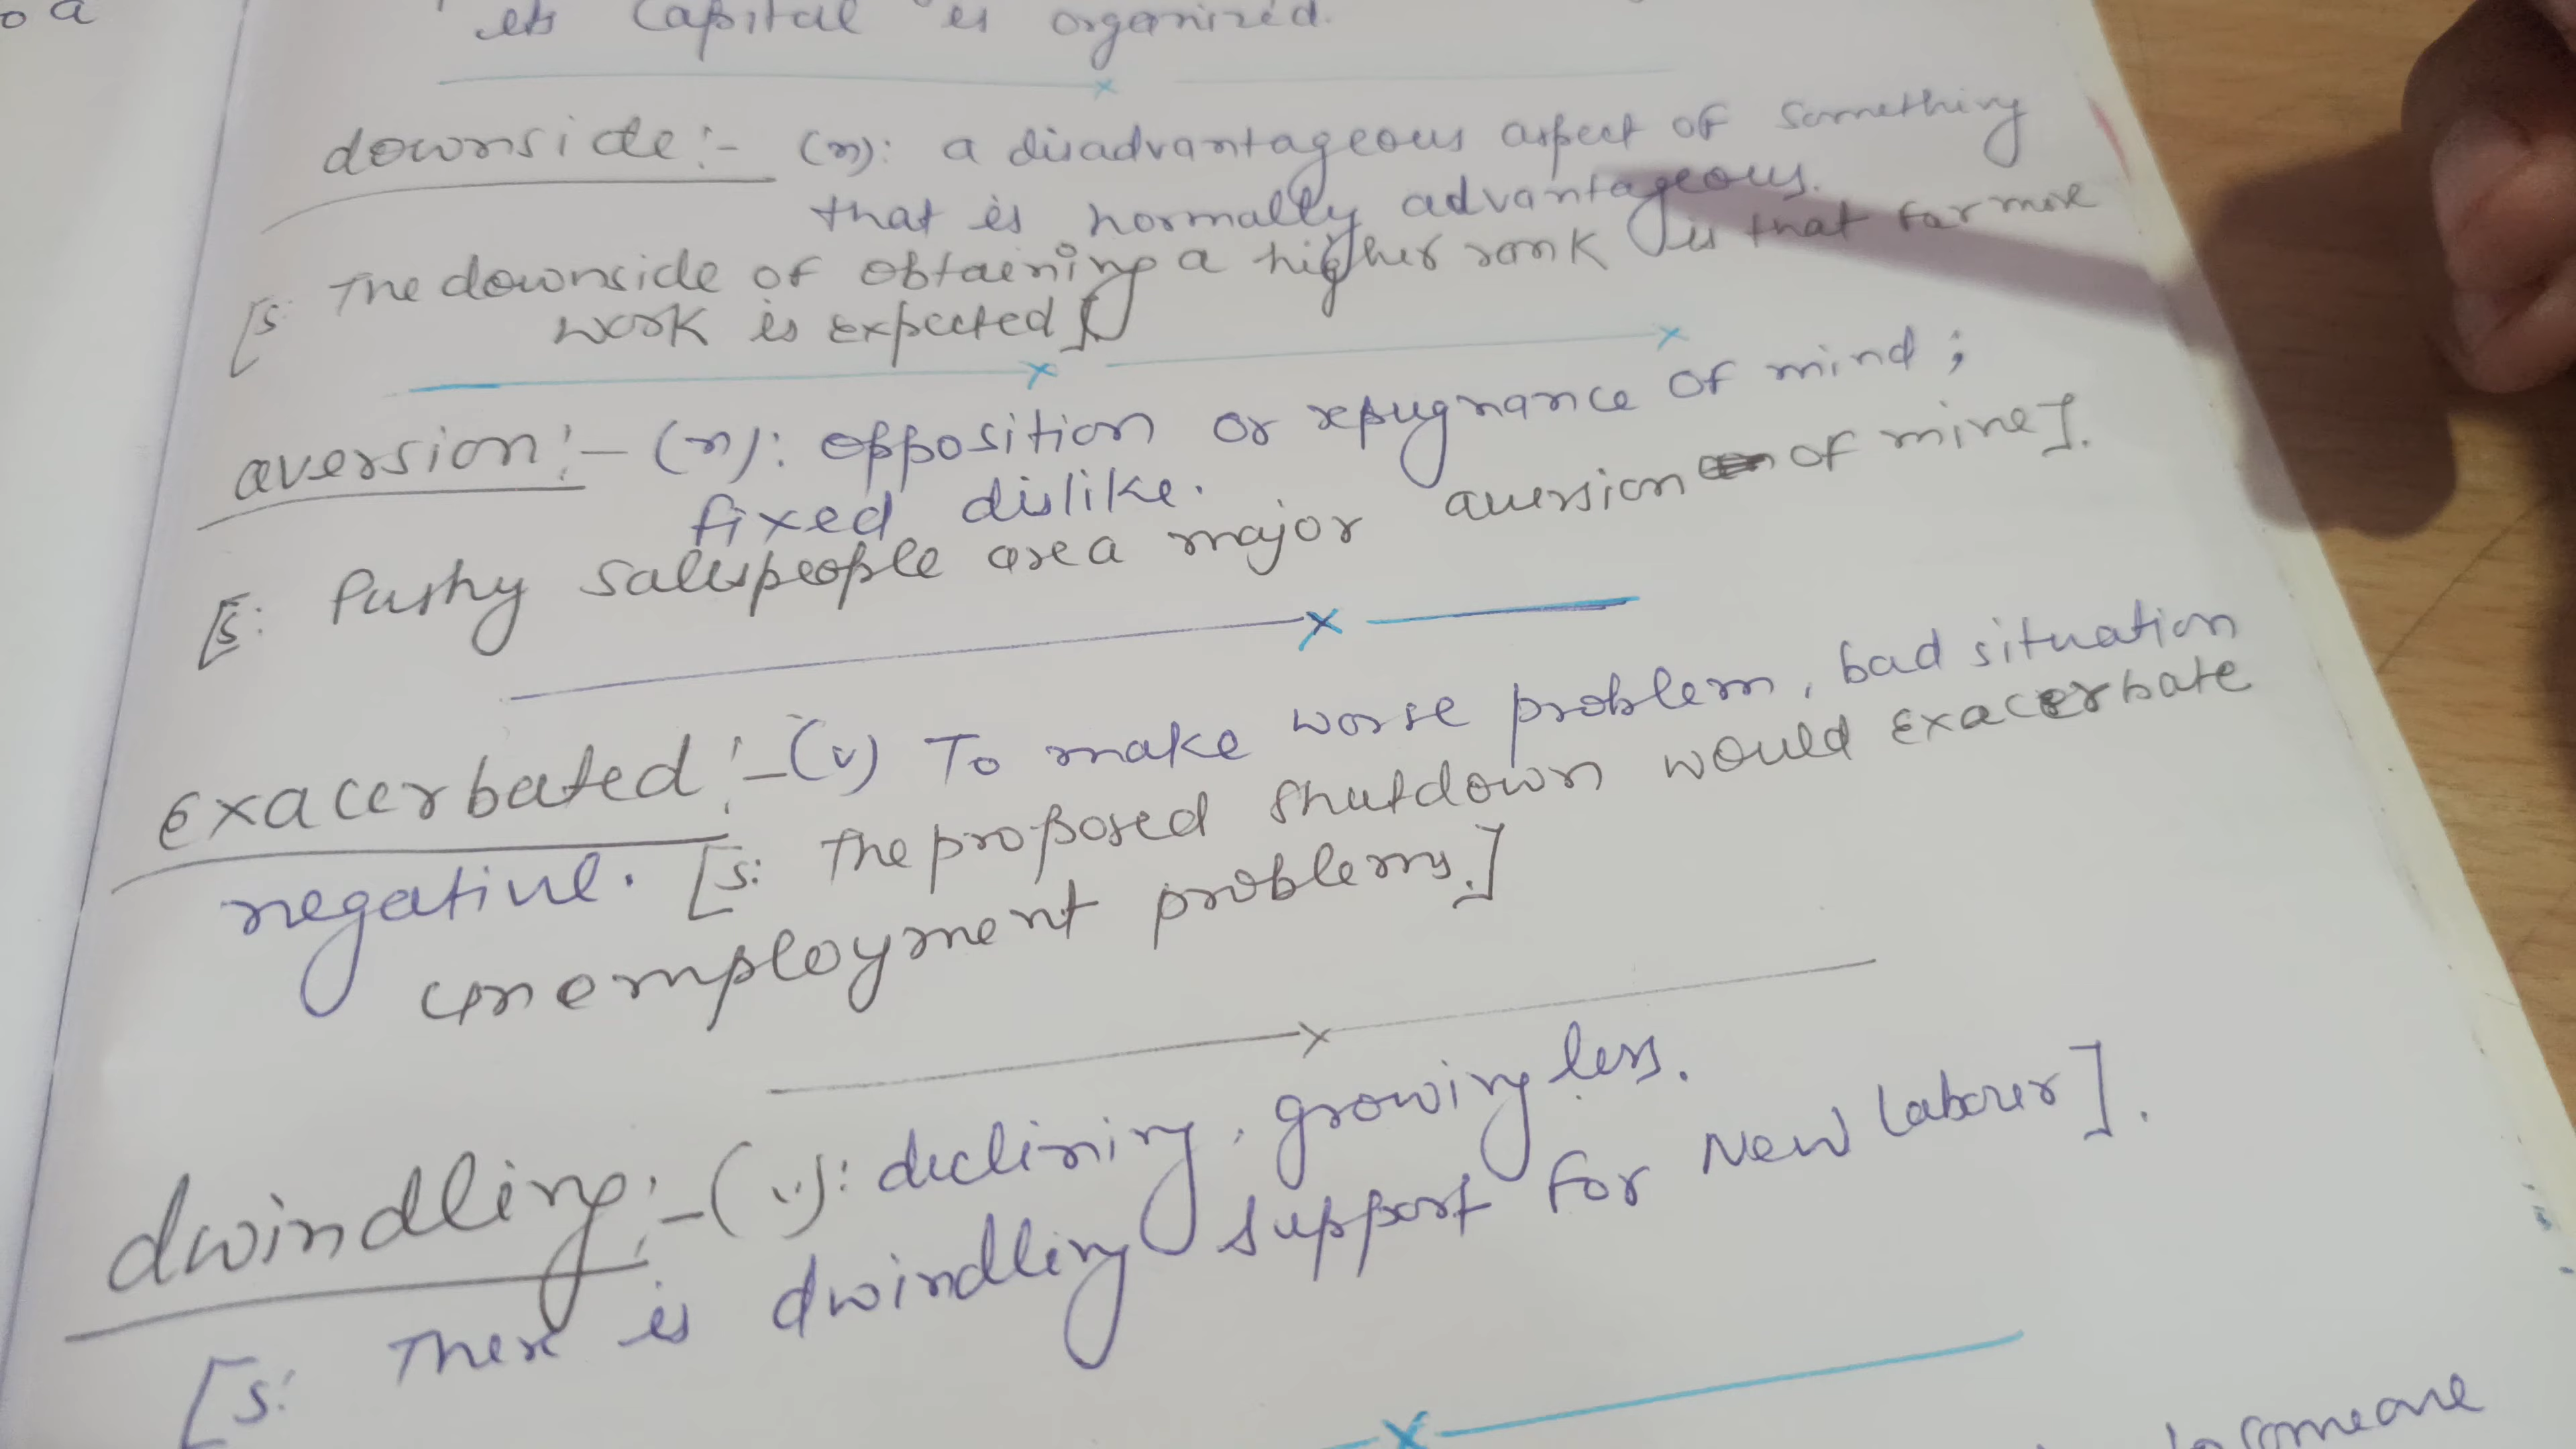 o a
its Capital is organized.
downside:- (n): a disadvantageous aspect of something
that is normally advantageous.
[s: The downside of obtaining a higher rank is that far more
work is expected]
aversion:- (n): opposition or repugnance of mind;
fixed dislike.
[s: Pushy salespeople are a major aversion of mine].
exacerbated:- (v) To make worse problem, bad situation
negative. [s: The proposed shutdown would exacerbate
unemployment problems.]
dwindling:- (v): declining, growing less.
[s: There is dwindling support for New Labour].
to someone